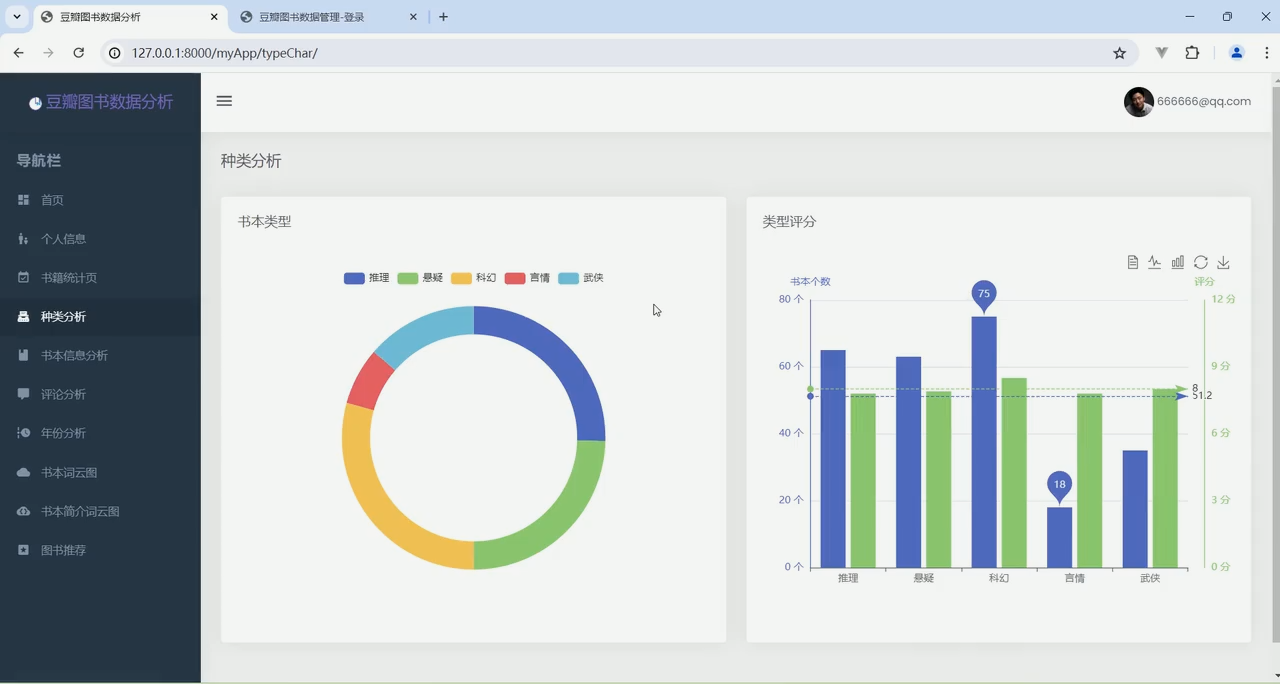 豆瓣图书数据分析
豆瓣图书数据管理-登录
127.0.0.1:8000/myApp/typeChar/
豆瓣图书数据分析
666666@qq.com
导航栏
首页
个人信息
书籍统计页
种类分析
书本信息分析
评论分析
年份分析
书本词云图
书本简介词云图
图书推荐
种类分析
书本类型
推理 悬疑 科幻 言情 武侠
类型评分
书本个数 评分
80 个 12 分
75
60 个 9 分
8
51.2
40 个 6 分
18
20 个 3 分
0 个 0 分
推理 悬疑 科幻 言情 武侠